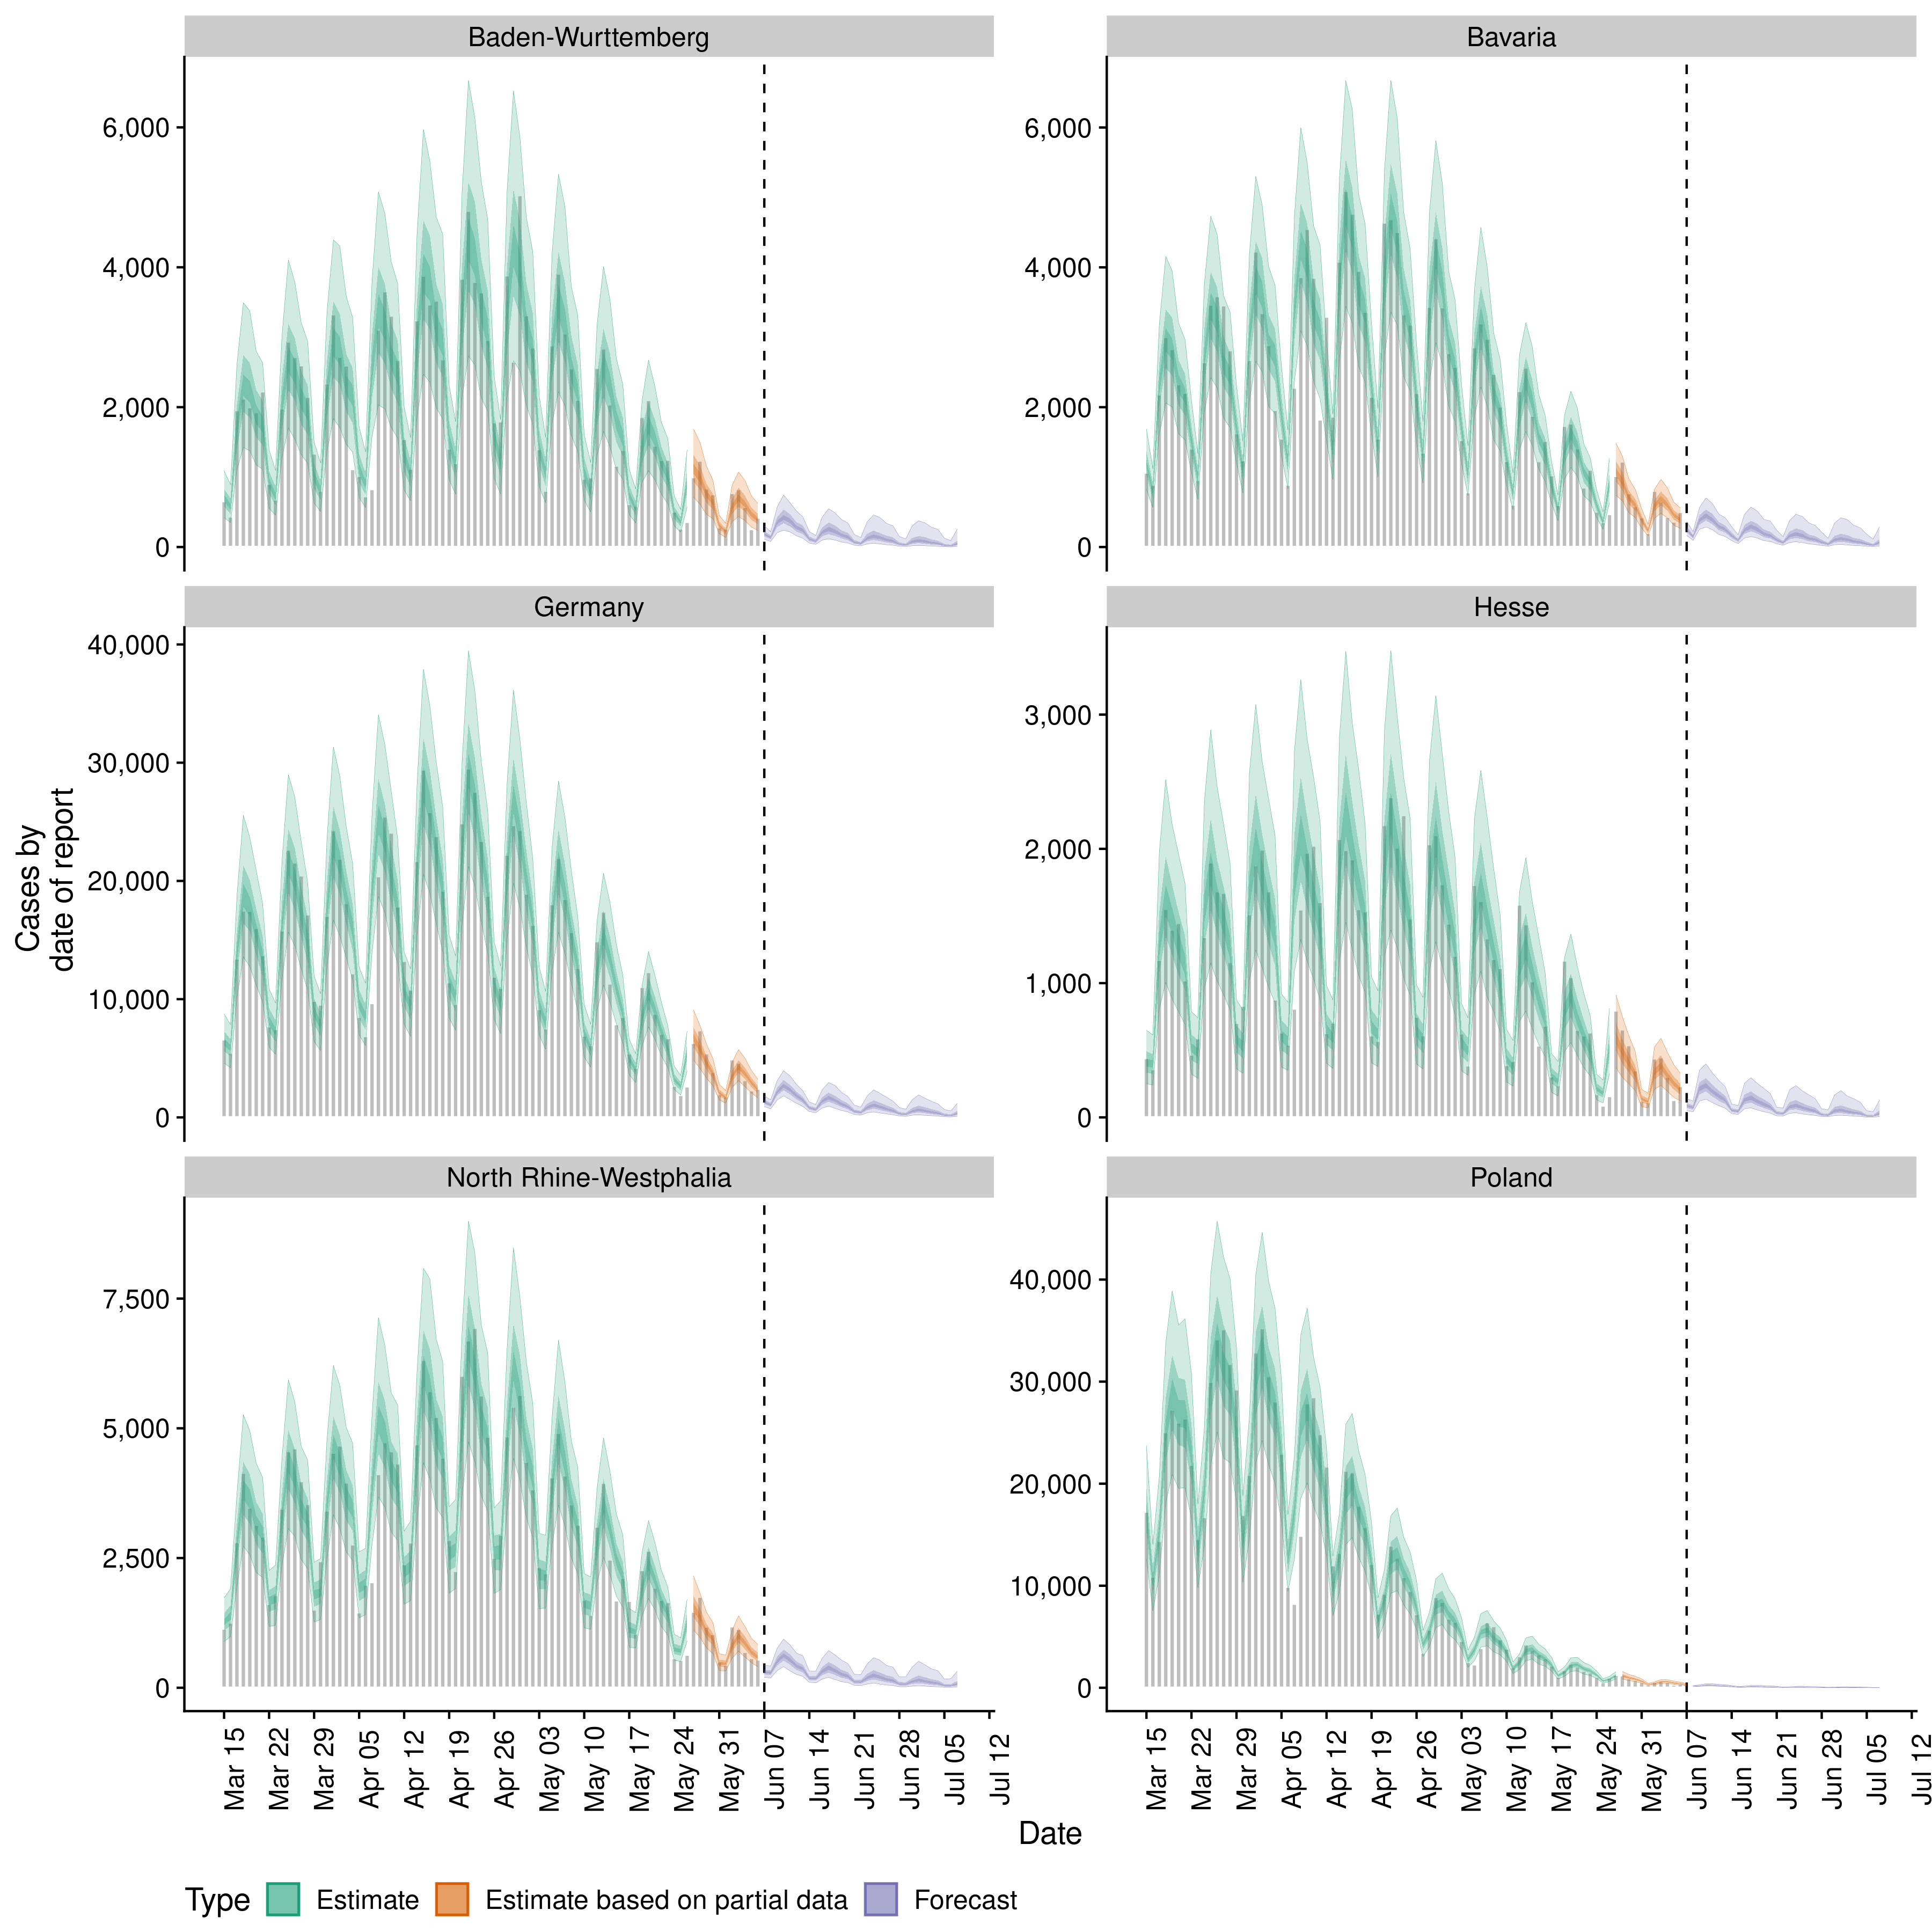 Baden-Wurttemberg
Bavaria
6,000
4,000
2,000
0
6,000
4,000
2,000
0
Germany
Hesse
40,000
30,000
20,000
10,000
0
3,000
2,000
1,000
0
Cases by
date of report
North Rhine-Westphalia
Poland
7,500
5,000
2,500
0
40,000
30,000
20,000
10,000
0
Mar 15 Mar 22 Mar 29 Apr 05 Apr 12 Apr 19 Apr 26 May 03 May 10 May 17 May 24 May 31 Jun 07 Jun 14 Jun 21 Jun 28 Jul 05 Jul 12
Mar 15 Mar 22 Mar 29 Apr 05 Apr 12 Apr 19 Apr 26 May 03 May 10 May 17 May 24 May 31 Jun 07 Jun 14 Jun 21 Jun 28 Jul 05 Jul 12
Date
Type Estimate Estimate based on partial data Forecast